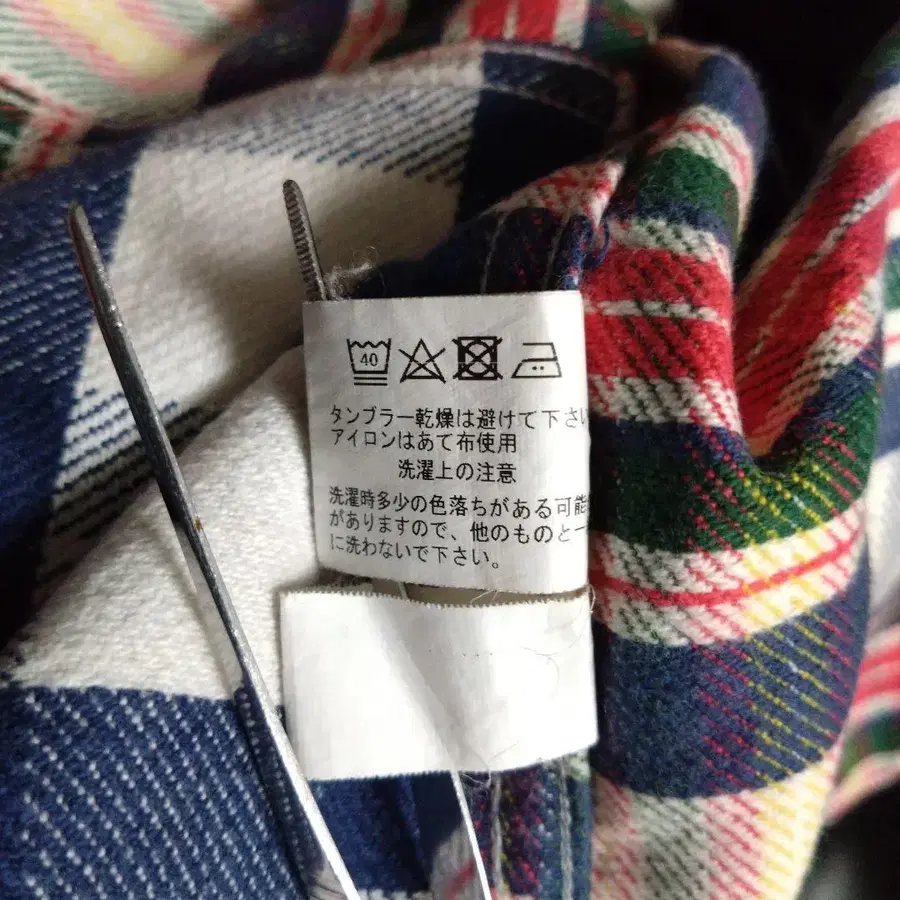 40
タンブラー乾燥は避けて下さい
アイロンはあて布使用
洗濯上の注意
洗濯時多少の色落ちがある可能
がありますので、他のものと一
に洗わないで下さい。